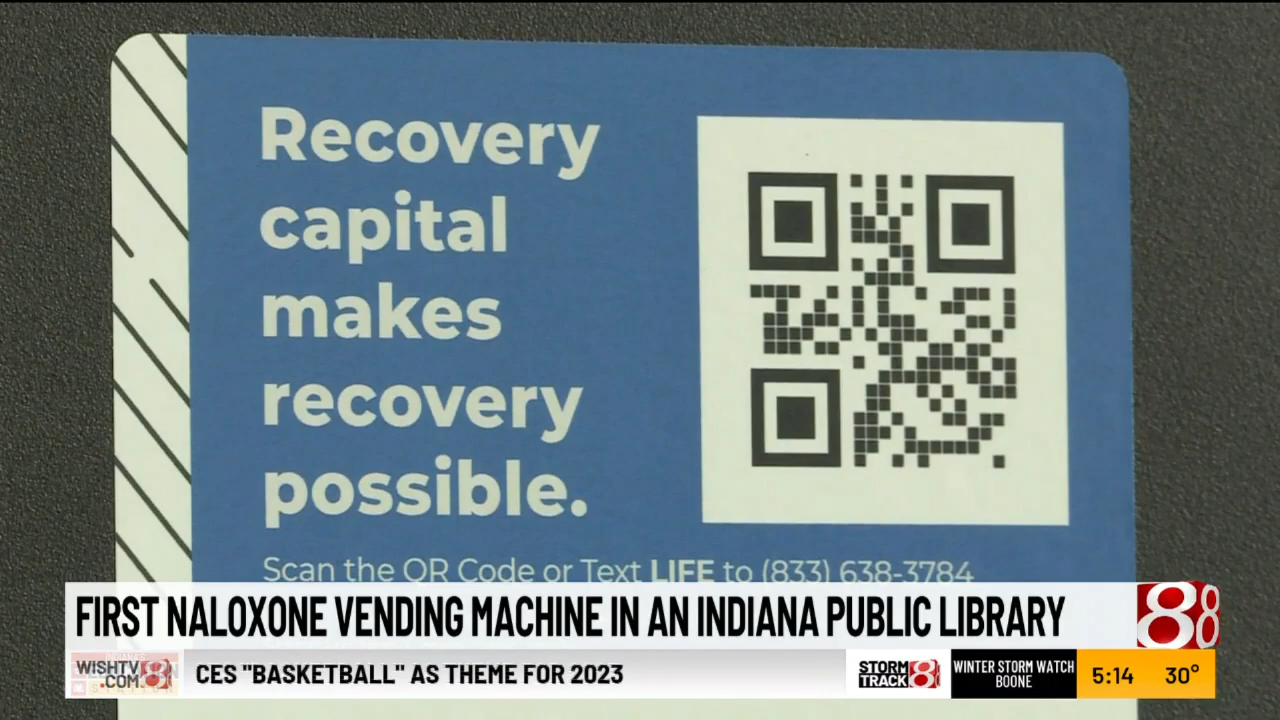 Recovery
capital
makes
recovery
possible.
Scan the QR Code or Text LIFE to (833) 638-3784
FIRST NALOXONE VENDING MACHINE IN AN INDIANA PUBLIC LIBRARY
8
WISHTV8
.COM
CES "BASKETBALL" AS THEME FOR 2023
STORM
TRACK 8
WINTER STORM WATCH
BOONE
5:14 30°